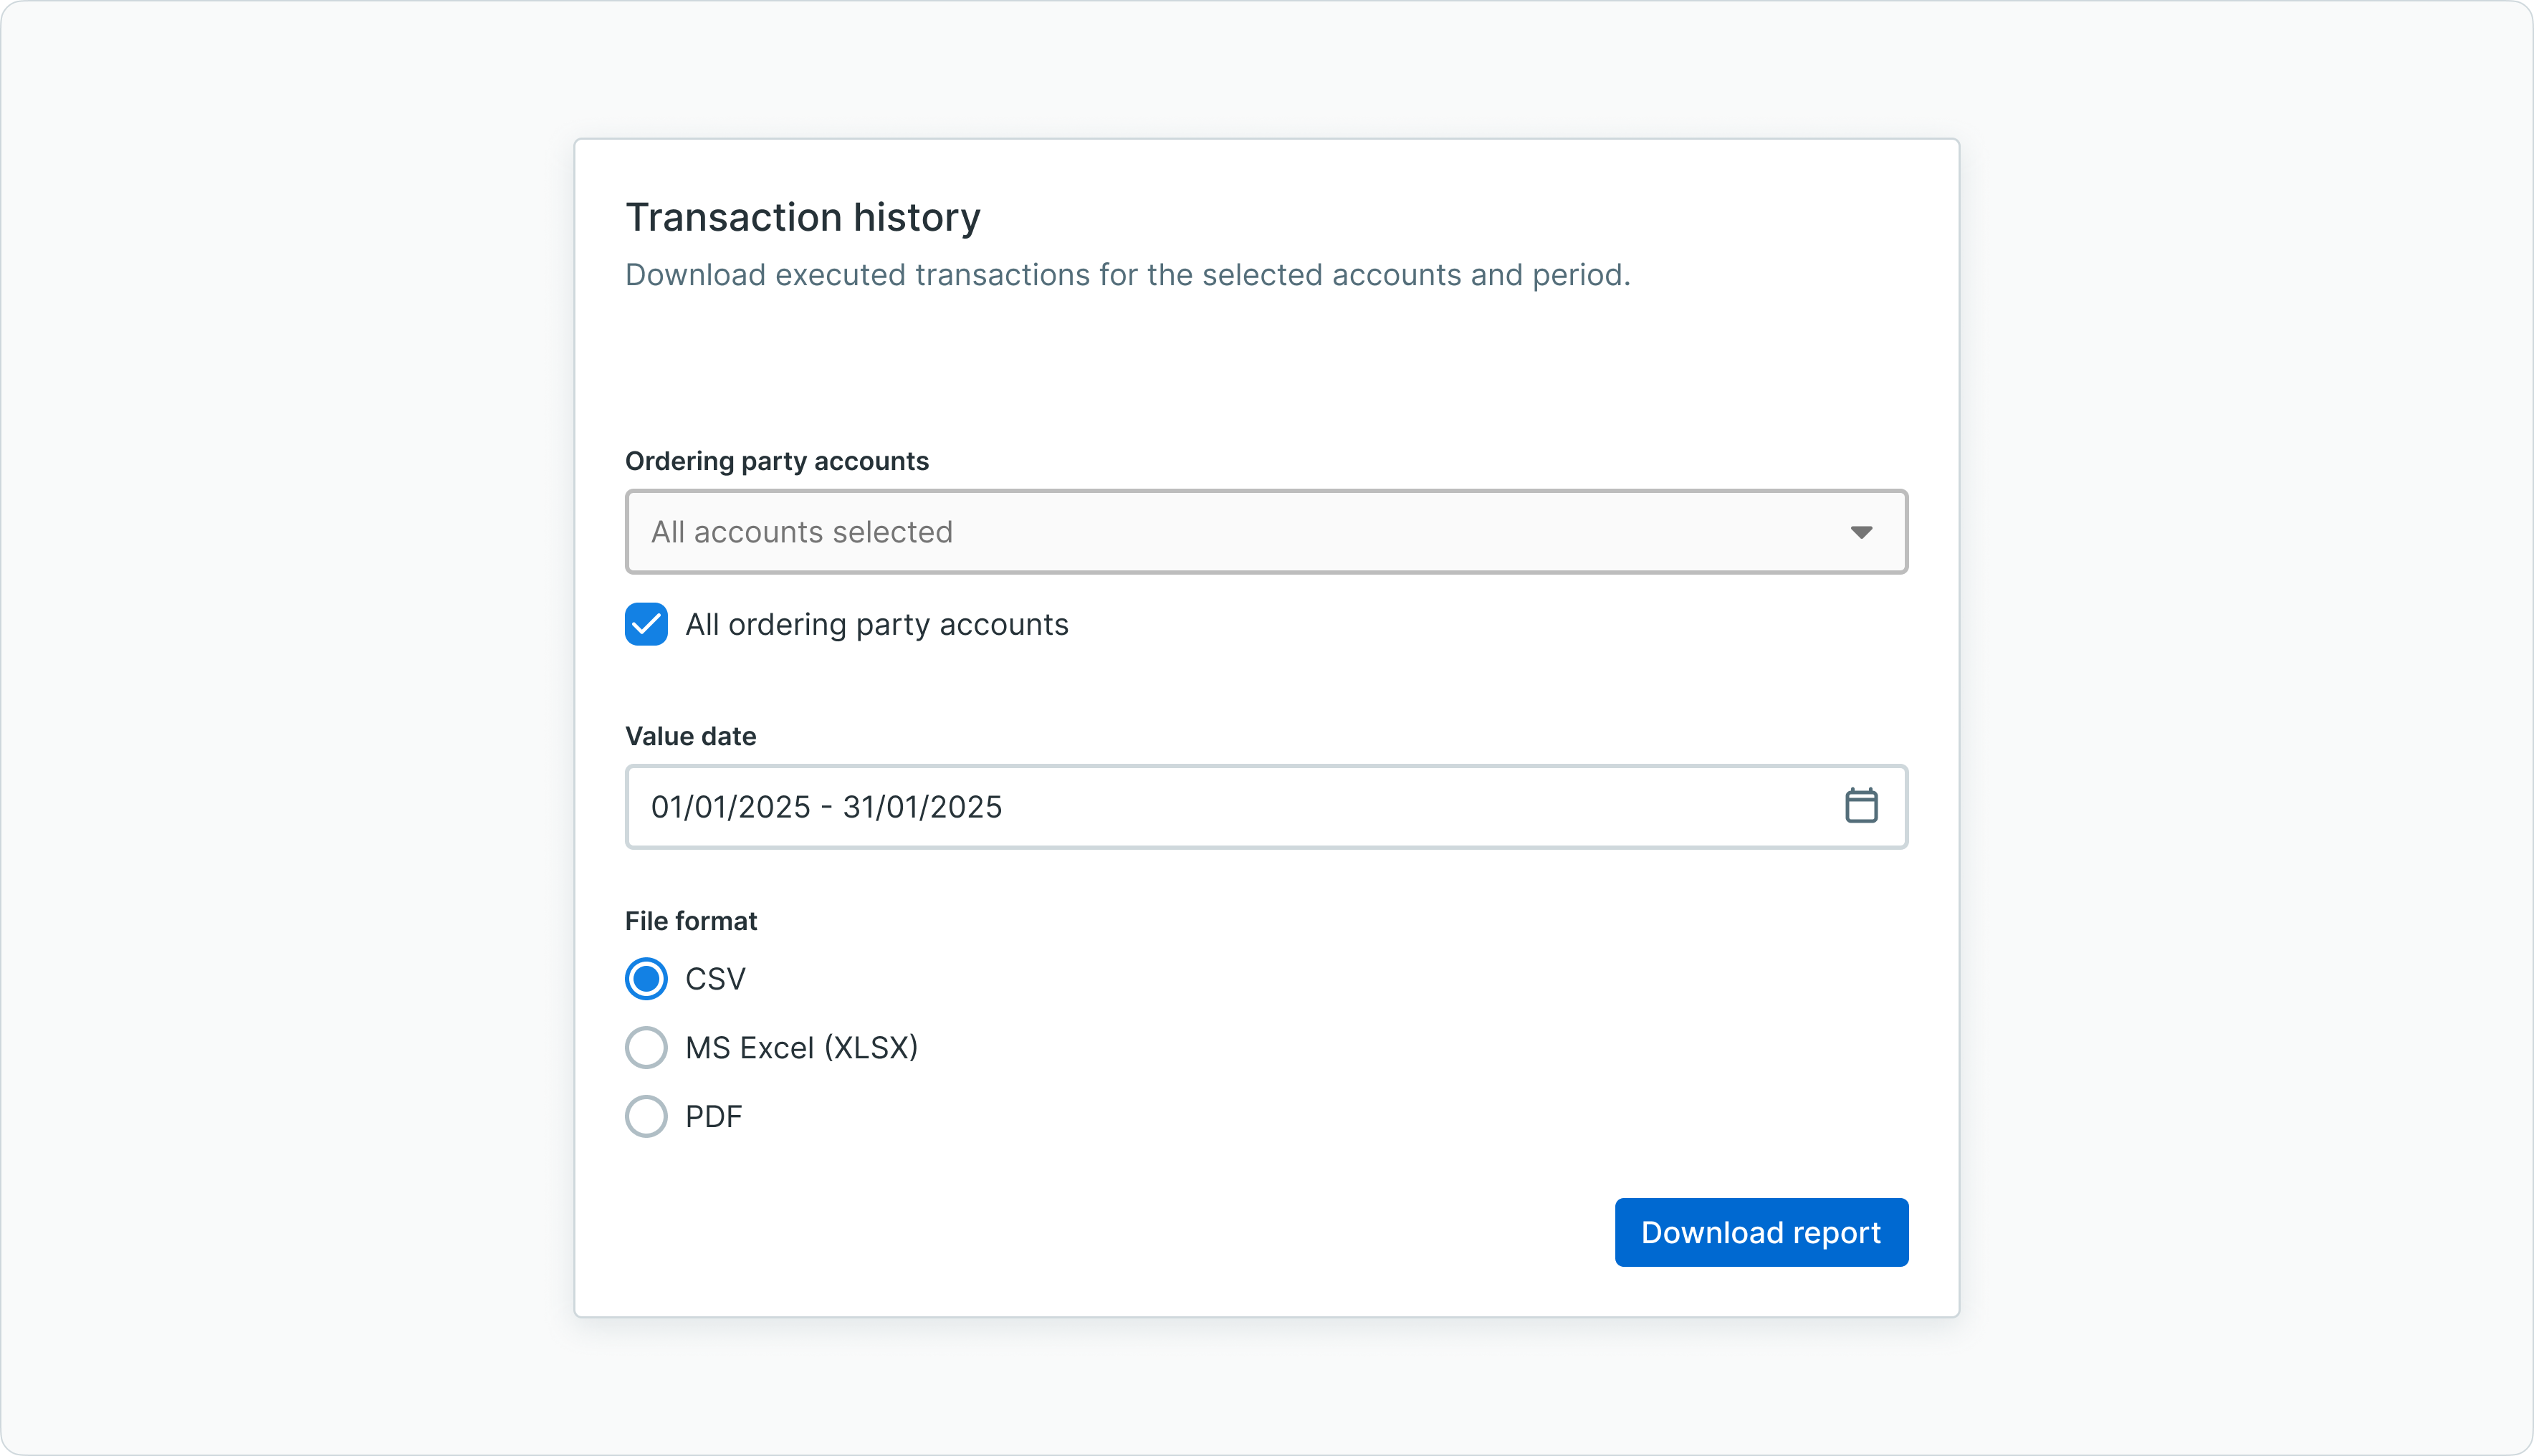 Transaction history
Download executed transactions for the selected accounts and period.
Ordering party accounts
All accounts selected
All ordering party accounts
Value date
01/01/2025 - 31/01/2025
File format
CSV
MS Excel (XLSX)
PDF
Download report